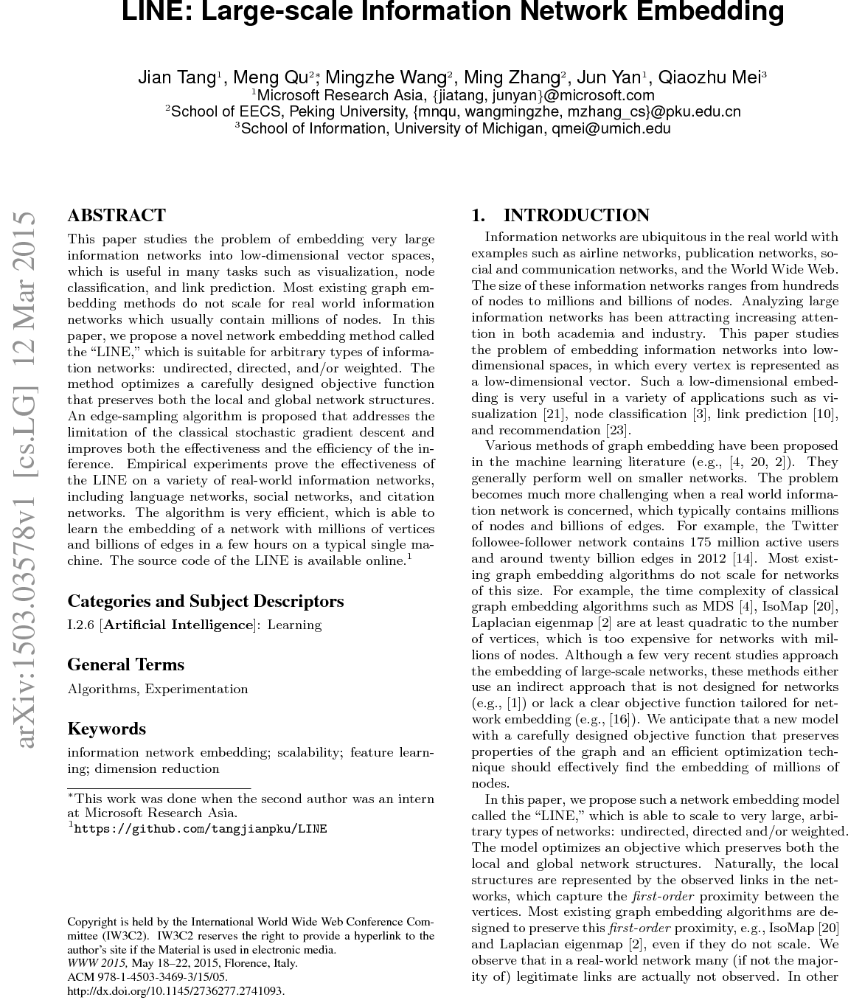 LINE: Large-scale Information Network Embedding
Jian Tang1, Meng Qu2*; Mingzhe Wang2, Ming Zhang2, Jun Yan1, Qiaozhu Mei3
1Microsoft Research Asia, {jiatang, junyan}@microsoft.com
2School of EECS, Peking University, {mnqu, wangmingzhe, mzhang_cs}@pku.edu.cn
3School of Information, University of Michigan, qmei@umich.edu
arXiv:1503.03578v1 [cs.LG] 12 Mar 2015
ABSTRACT
This paper studies the problem of embedding very large
information networks into low-dimensional vector spaces,
which is useful in many tasks such as visualization, node
classification, and link prediction. Most existing graph em-
bedding methods do not scale for real world information
networks which usually contain millions of nodes. In this
paper, we propose a novel network embedding method called
the “LINE,” which is suitable for arbitrary types of informa-
tion networks: undirected, directed, and/or weighted. The
method optimizes a carefully designed objective function
that preserves both the local and global network structures.
An edge-sampling algorithm is proposed that addresses the
limitation of the classical stochastic gradient descent and
improves both the effectiveness and the efficiency of the in-
ference. Empirical experiments prove the effectiveness of
the LINE on a variety of real-world information networks,
including language networks, social networks, and citation
networks. The algorithm is very efficient, which is able to
learn the embedding of a network with millions of vertices
and billions of edges in a few hours on a typical single ma-
chine. The source code of the LINE is available online.1
Categories and Subject Descriptors
I.2.6 [Artificial Intelligence]: Learning
General Terms
Algorithms, Experimentation
Keywords
information network embedding; scalability; feature learn-
ing; dimension reduction
*This work was done when the second author was an intern
at Microsoft Research Asia.
1https://github.com/tangjianpku/LINE
Copyright is held by the International World Wide Web Conference Com-
mittee (IW3C2). IW3C2 reserves the right to provide a hyperlink to the
author's site if the Material is used in electronic media.
WWW 2015, May 18–22, 2015, Florence, Italy.
ACM 978-1-4503-3469-3/15/05.
http://dx.doi.org/10.1145/2736277.2741093.
1. INTRODUCTION
Information networks are ubiquitous in the real world with
examples such as airline networks, publication networks, so-
cial and communication networks, and the World Wide Web.
The size of these information networks ranges from hundreds
of nodes to millions and billions of nodes. Analyzing large
information networks has been attracting increasing atten-
tion in both academia and industry. This paper studies
the problem of embedding information networks into low-
dimensional spaces, in which every vertex is represented as
a low-dimensional vector. Such a low-dimensional embed-
ding is very useful in a variety of applications such as vi-
sualization [21], node classification [3], link prediction [10],
and recommendation [23].
Various methods of graph embedding have been proposed
in the machine learning literature (e.g., [4, 20, 2]). They
generally perform well on smaller networks. The problem
becomes much more challenging when a real world informa-
tion network is concerned, which typically contains millions
of nodes and billions of edges. For example, the Twitter
followee-follower network contains 175 million active users
and around twenty billion edges in 2012 [14]. Most exist-
ing graph embedding algorithms do not scale for networks
of this size. For example, the time complexity of classical
graph embedding algorithms such as MDS [4], IsoMap [20],
Laplacian eigenmap [2] are at least quadratic to the number
of vertices, which is too expensive for networks with mil-
lions of nodes. Although a few very recent studies approach
the embedding of large-scale networks, these methods either
use an indirect approach that is not designed for networks
(e.g., [1]) or lack a clear objective function tailored for net-
work embedding (e.g., [16]). We anticipate that a new model
with a carefully designed objective function that preserves
properties of the graph and an efficient optimization tech-
nique should effectively find the embedding of millions of
nodes.
In this paper, we propose such a network embedding model
called the “LINE,” which is able to scale to very large, arbi-
trary types of networks: undirected, directed and/or weighted.
The model optimizes an objective which preserves both the
local and global network structures. Naturally, the local
structures are represented by the observed links in the net-
works, which capture the first-order proximity between the
vertices. Most existing graph embedding algorithms are de-
signed to preserve this first-order proximity, e.g., IsoMap [20]
and Laplacian eigenmap [2], even if they do not scale. We
observe that in a real-world network many (if not the major-
ity of) legitimate links are actually not observed. In other